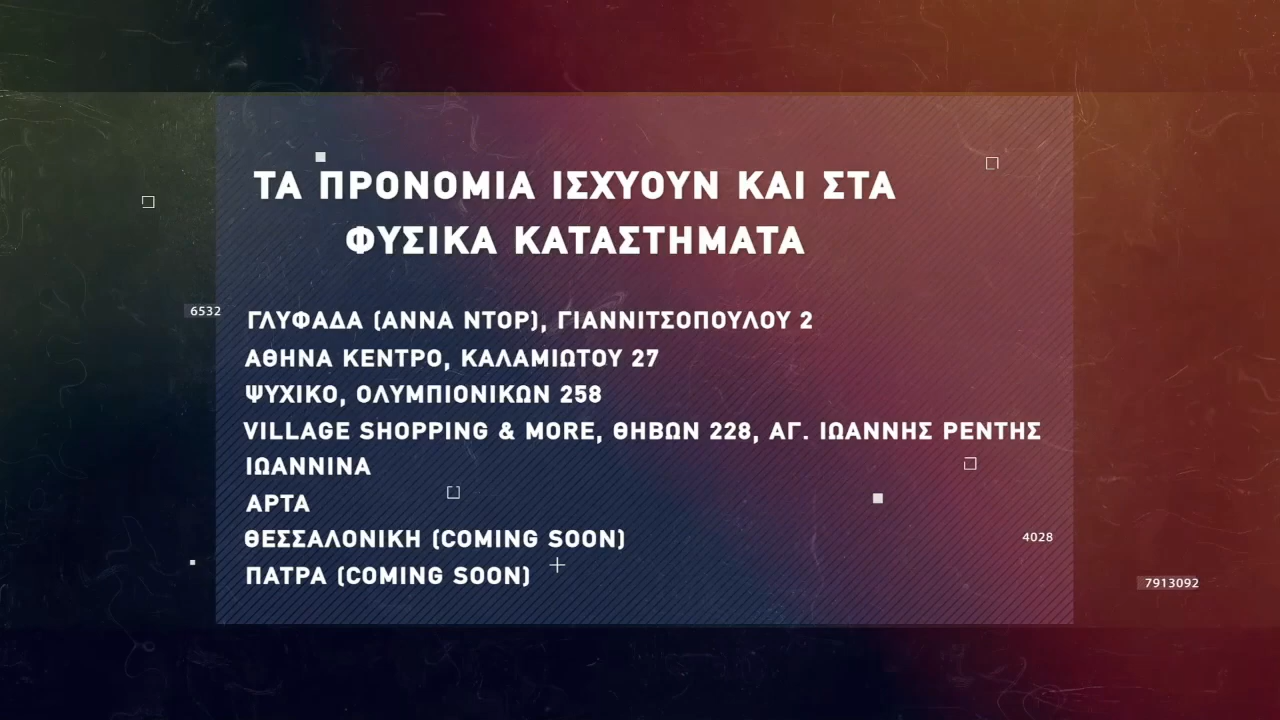 ΤΑ ΠΡΟΝΟΜΙΑ ΙΣΧΥΟΥΝ ΚΑΙ ΣΤΑ
ΦΥΣΙΚΑ ΚΑΤΑΣΤΗΜΑΤΑ
6532
ΓΛΥΦΑΔΑ (ΑΝΝΑ ΝΤΟΡ), ΓΙΑΝΝΙΤΣΟΠΟΥΛΟΥ 2
ΑΘΗΝΑ ΚΕΝΤΡΟ, ΚΑΛΑΜΙΩΤΟΥ 27
ΨΥΧΙΚΟ, ΟΛΥΜΠΙΟΝΙΚΩΝ 258
VILLAGE SHOPPING & MORE, ΘΗΒΩΝ 228, ΑΓ. ΙΩΑΝΝΗΣ ΡΕΝΤΗΣ
ΙΩΑΝΝΙΝΑ
ΑΡΤΑ
ΘΕΣΣΑΛΟΝΙΚΗ (COMING SOON)
4028
ΠΑΤΡΑ (COMING SOON)
7913092